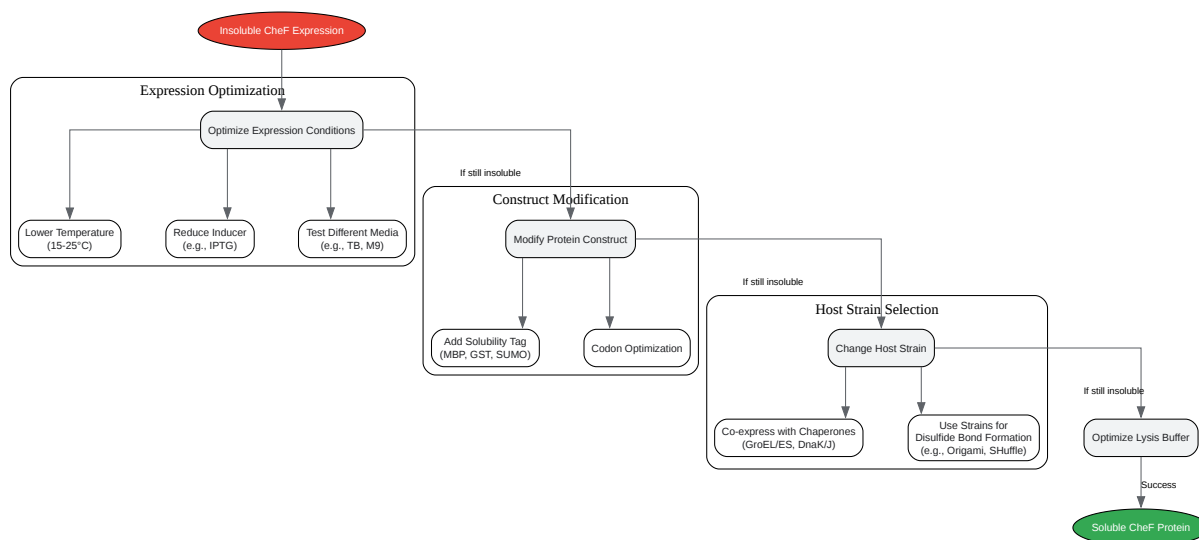 Insoluble CheF Expression
Expression Optimization
Optimize Expression Conditions
Lower Temperature
(15-25°C)
Reduce Inducer
(e.g., IPTG)
Test Different Media
(e.g., TB, M9)
If still insoluble
Construct Modification
Modify Protein Construct
Add Solubility Tag
(MBP, GST, SUMO)
Codon Optimization
If still insoluble
Host Strain Selection
Change Host Strain
Co-express with Chaperones
(GroEL/ES, DnaK/J)
Use Strains for
Disulfide Bond Formation
(e.g., Origami, SHuffle)
If still insoluble
Optimize Lysis Buffer
Success
Soluble CheF Protein